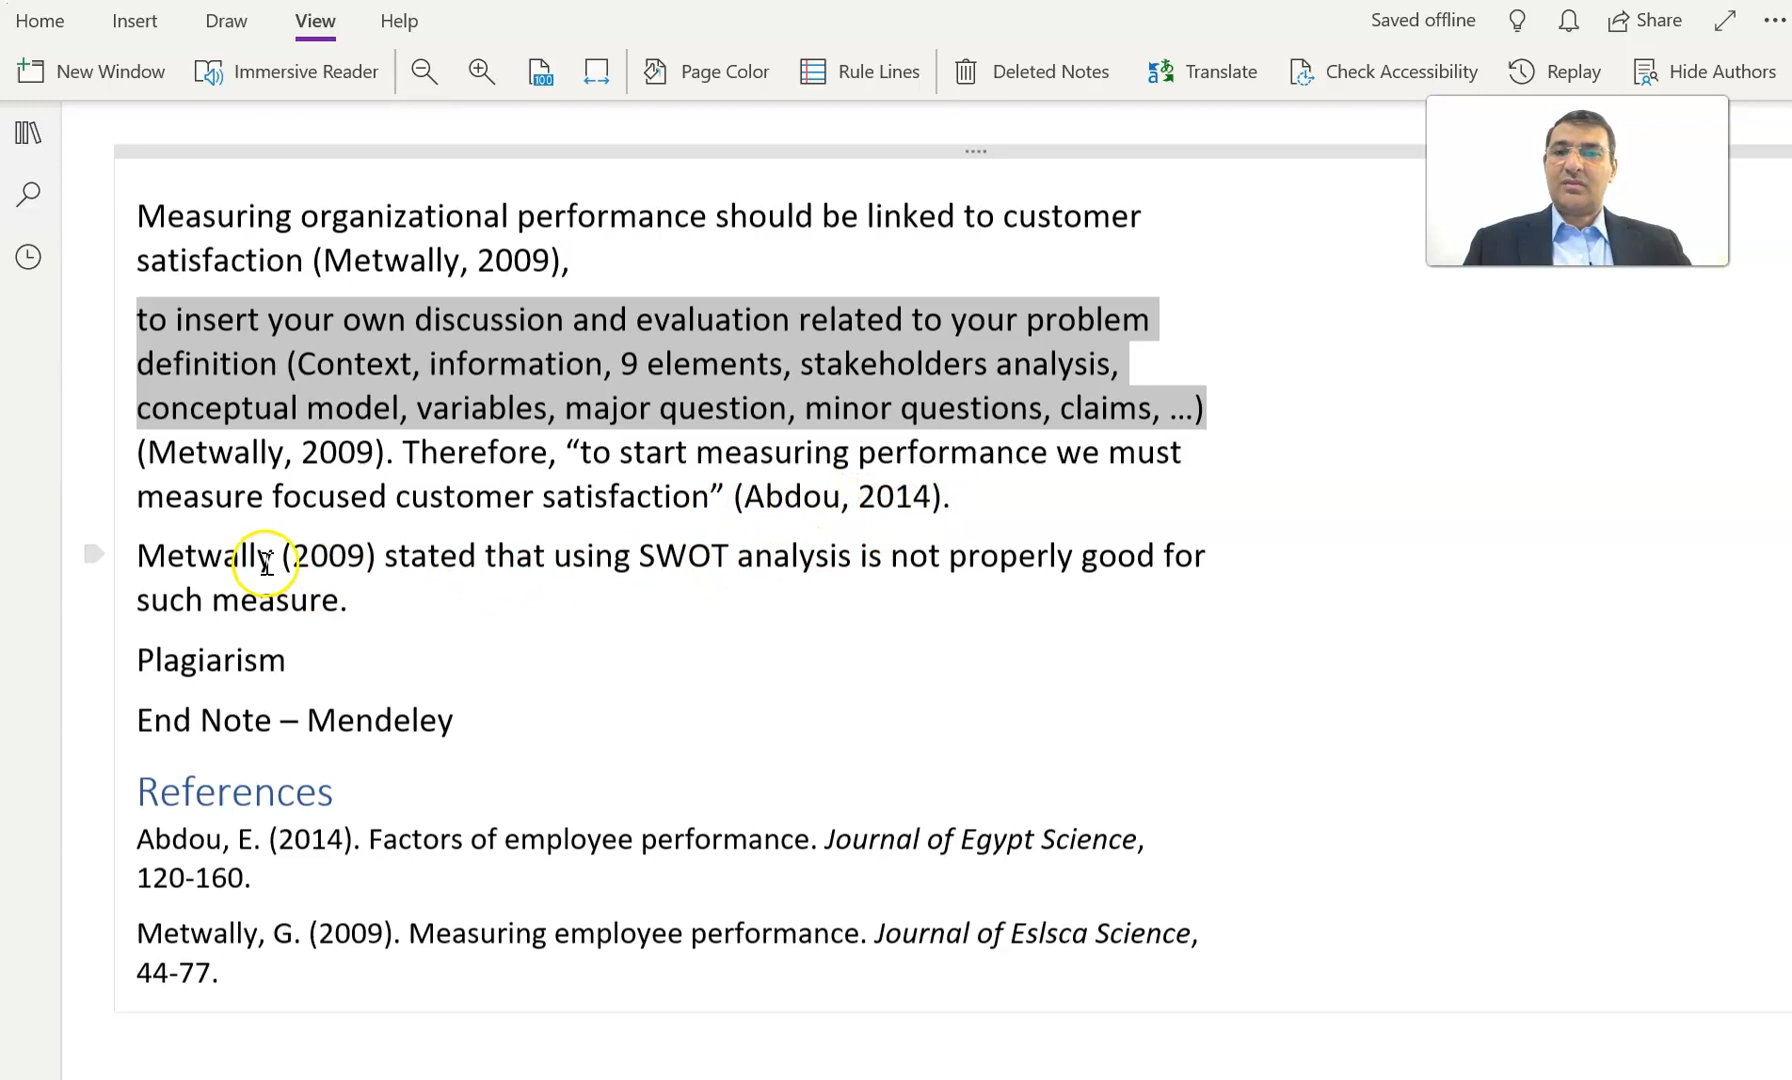 Home Insert Draw View Help Saved offline Share
New Window Immersive Reader 100 Page Color Rule Lines Deleted Notes Translate Check Accessibility Replay Hide Authors
Measuring organizational performance should be linked to customer
satisfaction (Metwally, 2009),
to insert your own discussion and evaluation related to your problem
definition (Context, information, 9 elements, stakeholders analysis,
conceptual model, variables, major question, minor questions, claims, ...)
(Metwally, 2009). Therefore, “to start measuring performance we must
measure focused customer satisfaction” (Abdou, 2014).
Metwally (2009) stated that using SWOT analysis is not properly good for
such measure.
Plagiarism
End Note – Mendeley
References
Abdou, E. (2014). Factors of employee performance. Journal of Egypt Science,
120-160.
Metwally, G. (2009). Measuring employee performance. Journal of Eslsca Science,
44-77.